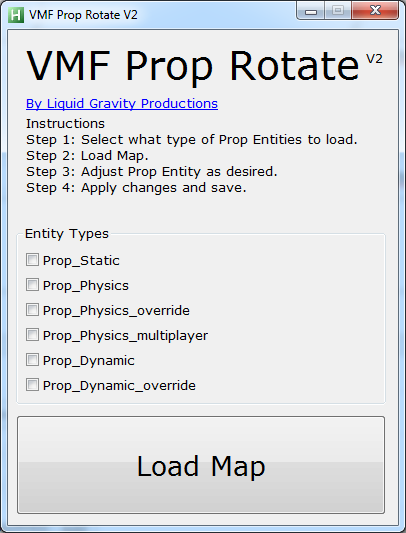 VMF Prop Rotate V2
VMF Prop Rotate V2
By Liquid Gravity Productions
Instructions
Step 1: Select what type of Prop Entities to load.
Step 2: Load Map.
Step 3: Adjust Prop Entity as desired.
Step 4: Apply changes and save.
Entity Types
Prop_Static
Prop_Physics
Prop_Physics_override
Prop_Physics_multiplayer
Prop_Dynamic
Prop_Dynamic_override
Load Map